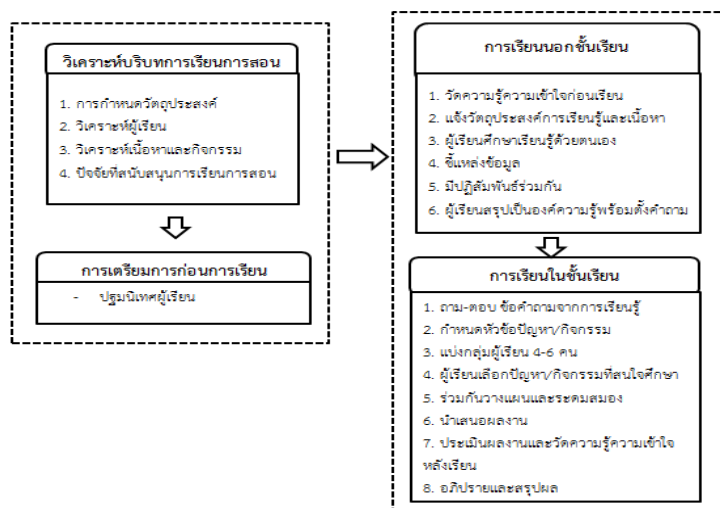 วิเคราะห์บริบทการเรียนการสอน
1. การกำหนดวัตถุประสงค์
2. วิเคราะห์ผู้เรียน
3. วิเคราะห์เนื้อหาและกิจกรรม
4. ปัจจัยที่สนับสนุนการเรียนการสอน
การเตรียมการก่อนการเรียน
- ปฐมนิเทศผู้เรียน
การเรียนนอกชั้นเรียน
1. วัดความรู้ความเข้าใจก่อนเรียน
2. แจ้งวัตถุประสงค์การเรียนรู้และเนื้อหา
3. ผู้เรียนศึกษาเรียนรู้ด้วยตนเอง
4. ชี้แหล่งข้อมูล
5. มีปฏิสัมพันธ์ร่วมกัน
6. ผู้เรียนสรุปเป็นองค์ความรู้พร้อมตั้งคำถาม
การเรียนในชั้นเรียน
1. ถาม-ตอบ ข้อคำถามจากการเรียนรู้
2. กำหนดหัวข้อปัญหา/กิจกรรม
3. แบ่งกลุ่มผู้เรียน 4-6 คน
4. ผู้เรียนเลือกปัญหา/กิจกรรมที่สนใจศึกษา
5. ร่วมกันวางแผนและระดมสมอง
6. นำเสนอผลงาน
7. ประเมินผลงานและวัดความรู้ความเข้าใจ
หลังเรียน
8. อภิปรายและสรุปผล